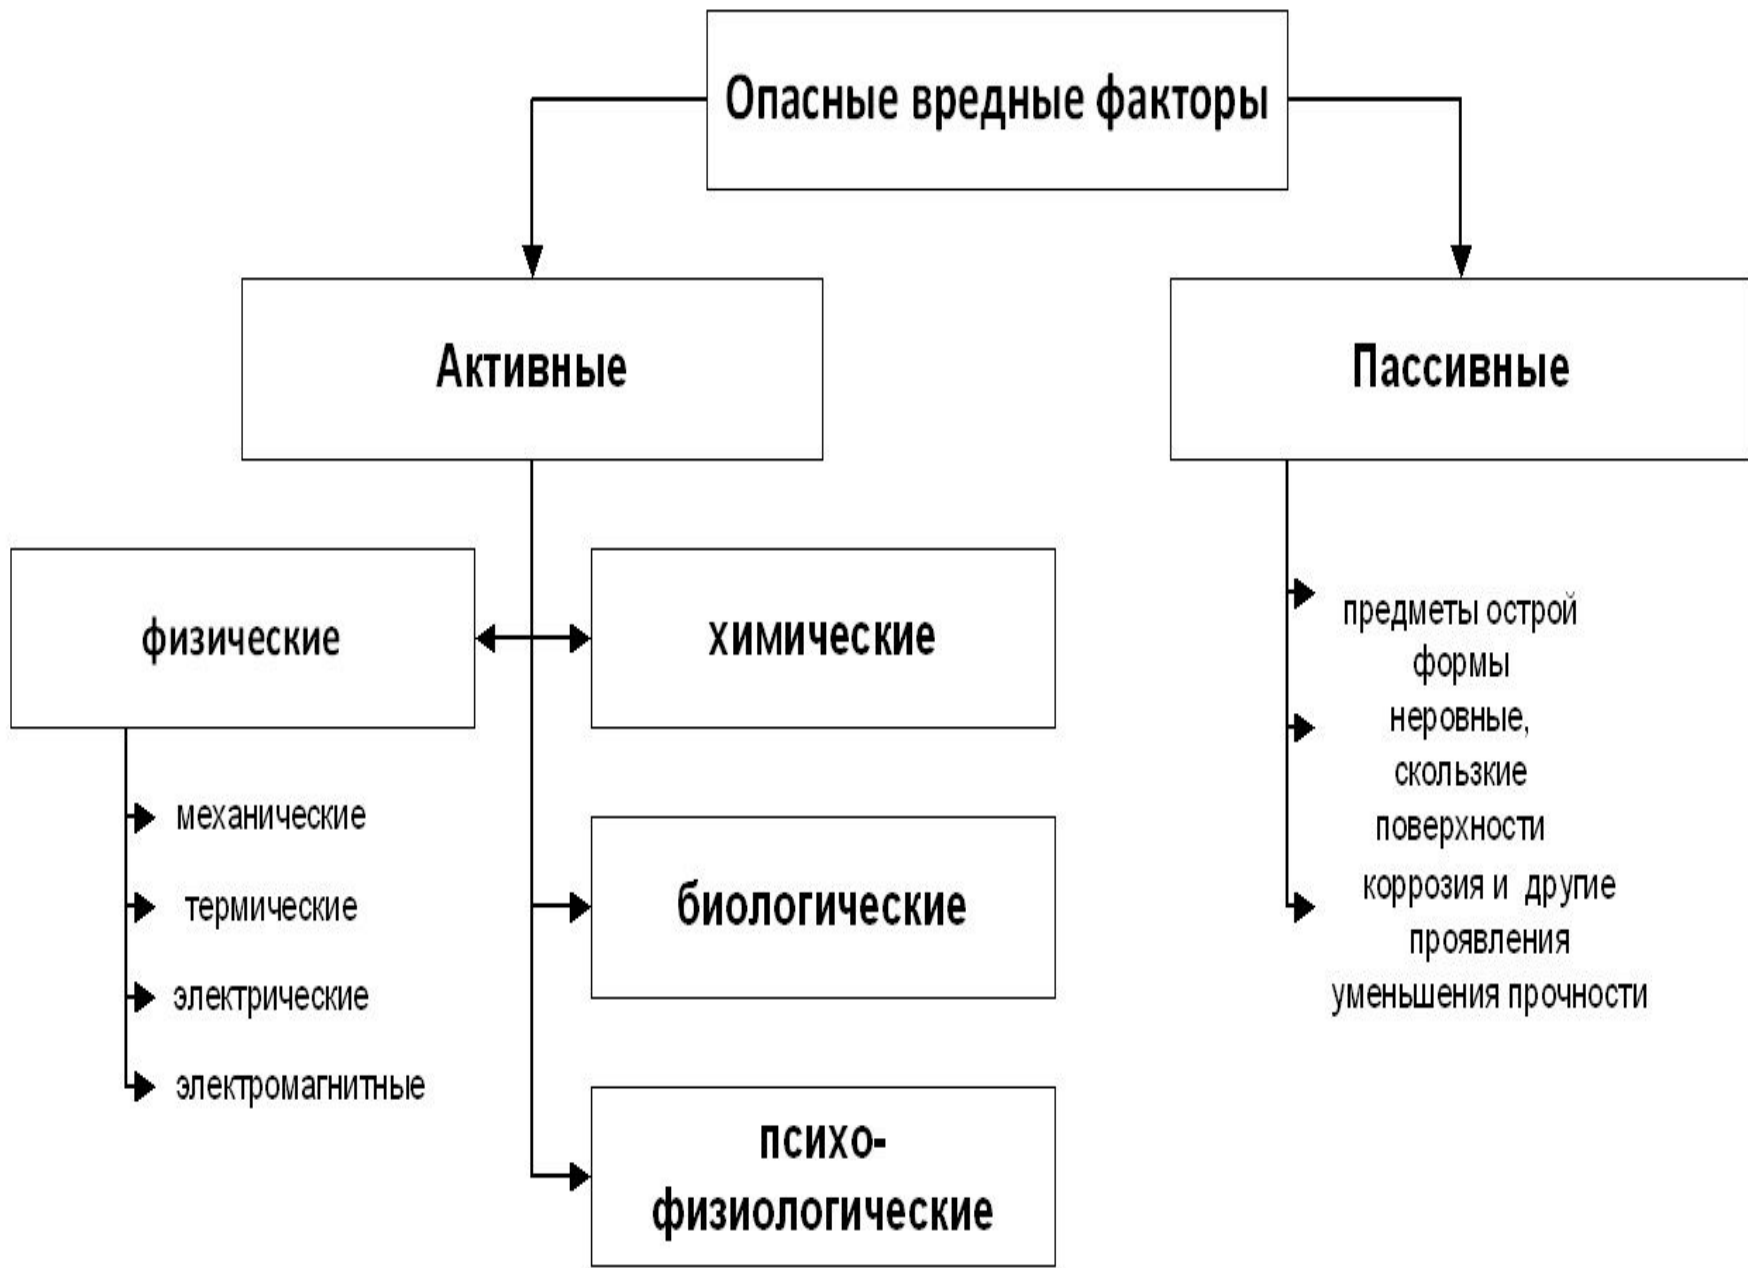 Опасные вредные факторы
Активные
Пассивные
физические
химические
механические
термические
электрические
электромагнитные
биологические
психо-
физиологические
предметы острой
формы
неровные,
скользкие
поверхности
коррозия и другие
проявления
уменьшения прочности